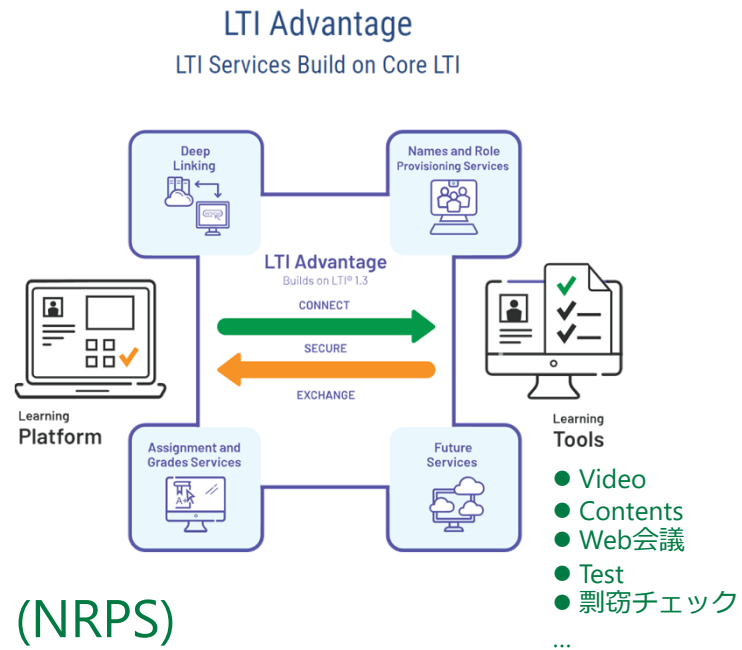 LTI Advantage
LTI Services Build on Core LTI
Deep
Linking
Names and Role
Provisioning Services
LTI Advantage
Builds on LTI® 1.3
CONNECT
SECURE
EXCHANGE
Learning
Platform
Learning
Tools
Assignment and
Grades Services
A+
Future
Services
● Video
● Contents
● Web会議
● Test
● 剽窃チェック
...
(NRPS)